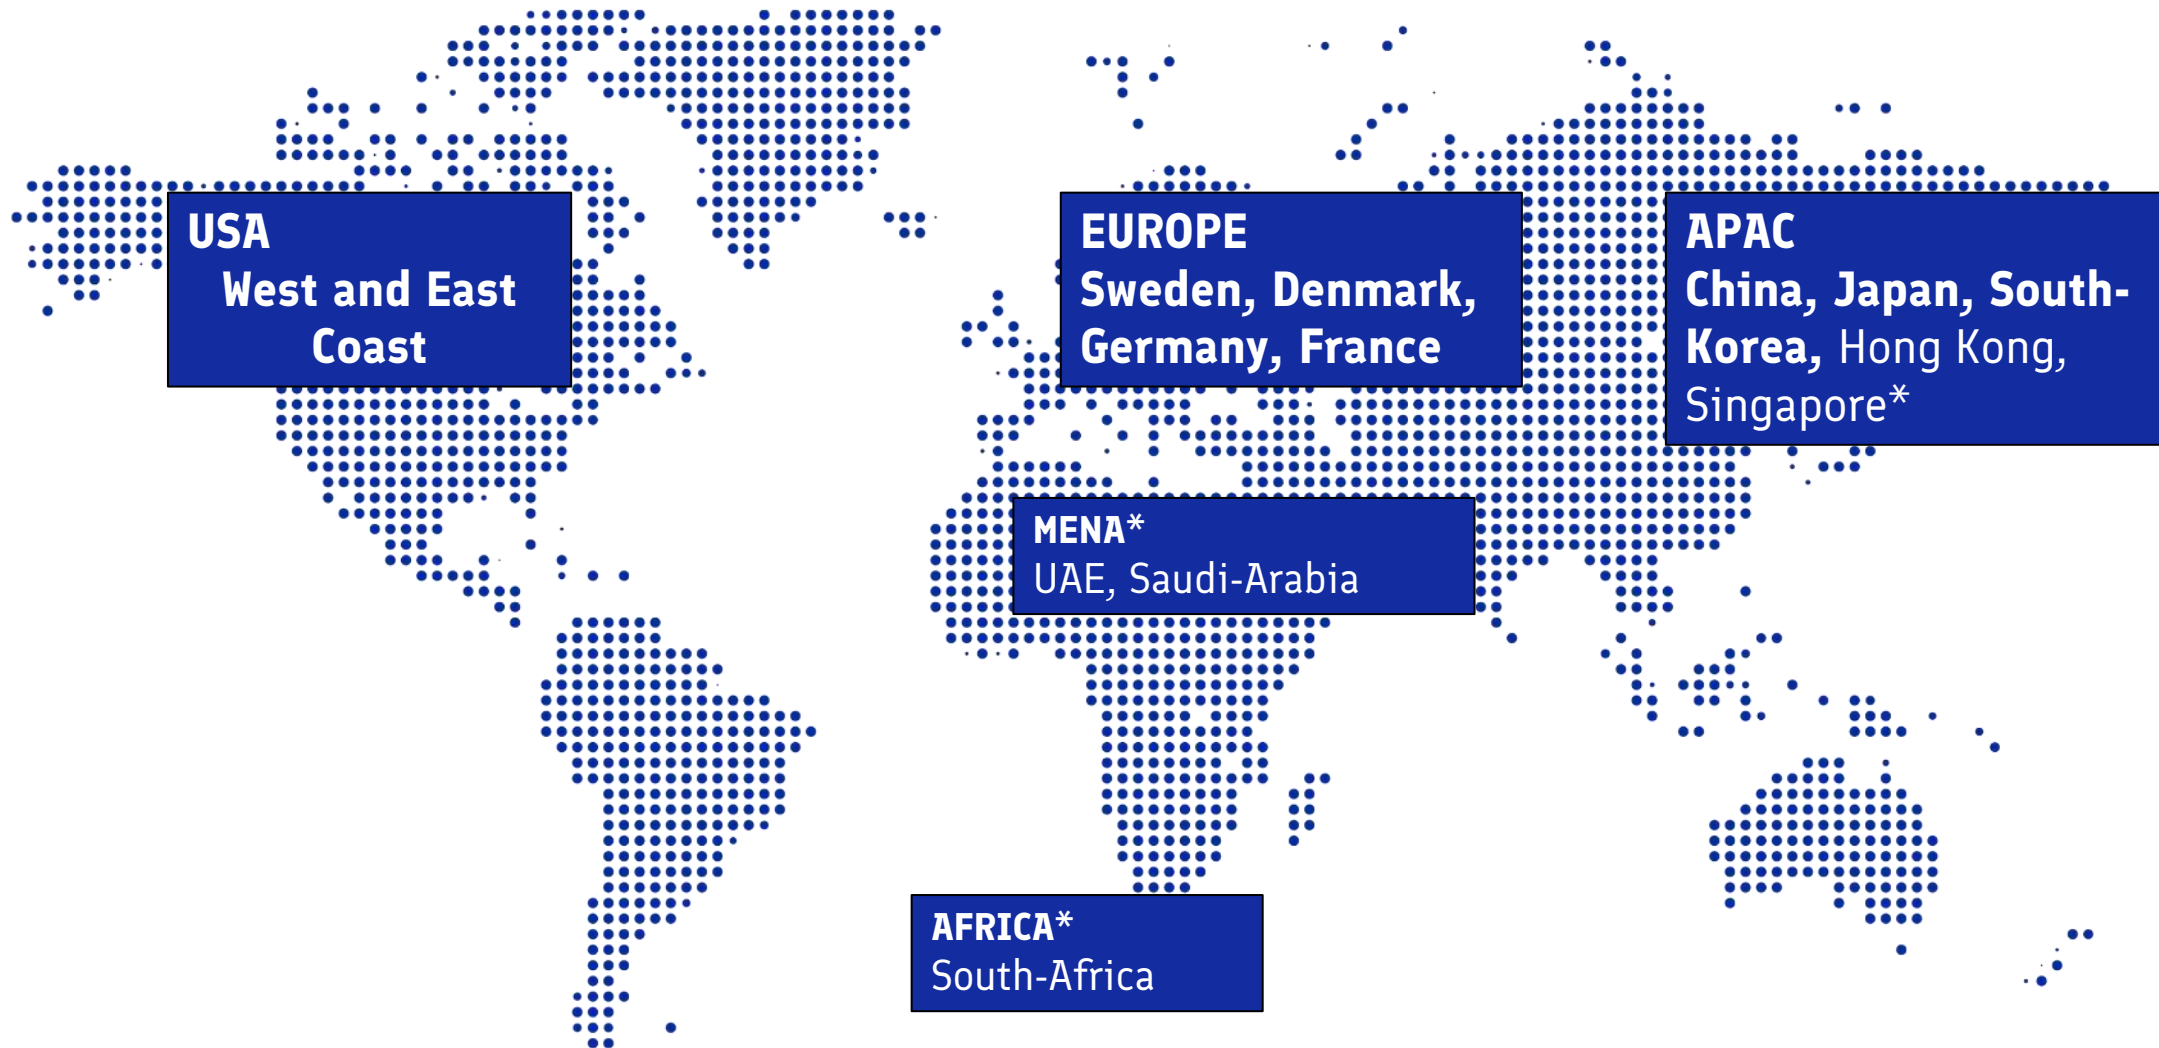 USA
West and East
Coast
EUROPE
Sweden, Denmark,
Germany, France
APAC
China, Japan, South-
Korea, Hong Kong,
Singapore*
MENA*
UAE, Saudi-Arabia
AFRICA*
South-Africa